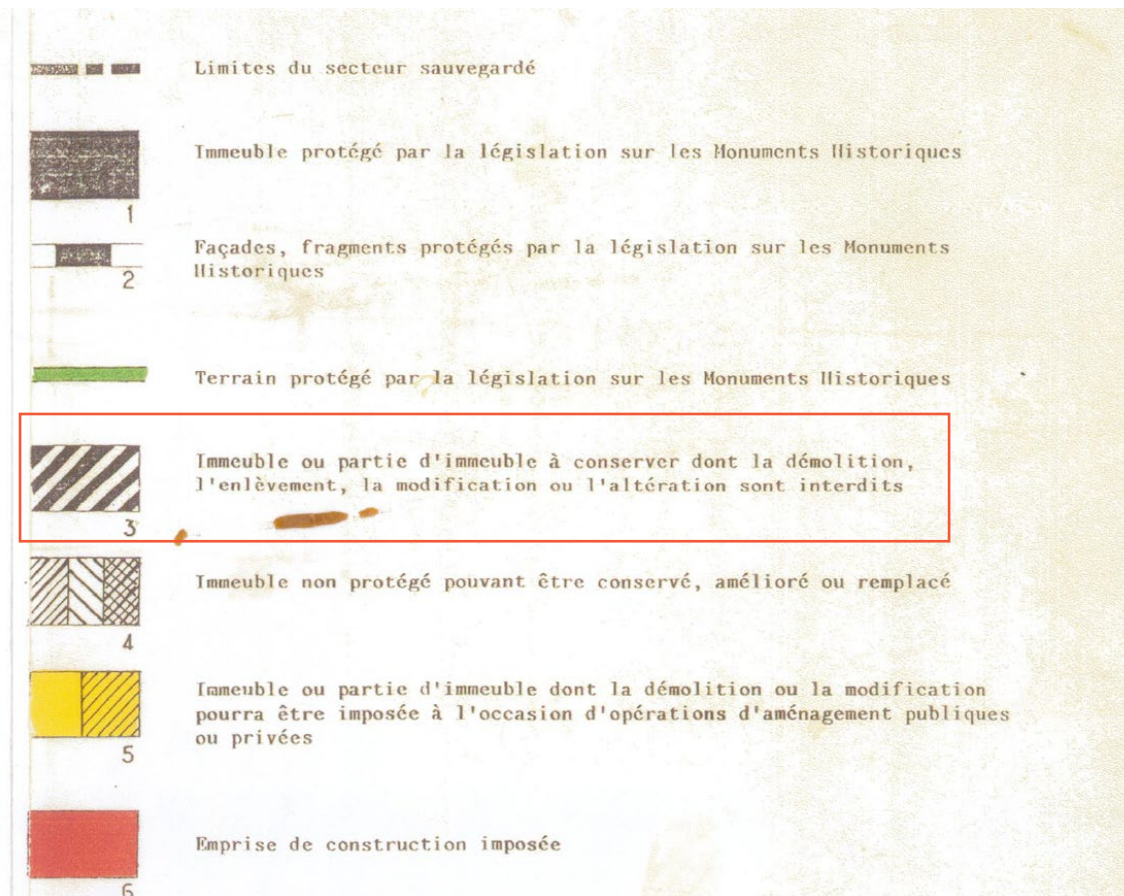 Limites du secteur sauvegardé
Immeuble protégé par la législation sur les Monuments Historiques
1
Façades, fragments protégés par la législation sur les Monuments
Historiques
2
Terrain protégé par la législation sur les Monuments Historiques
Immeuble ou partie d'immeuble à conserver dont la démolition,
l'enlèvement, la modification ou l'altération sont interdits
3
Immeuble non protégé pouvant être conservé, amélioré ou remplacé
4
Immeuble ou partie d'immeuble dont la démolition ou la modification
pourra être imposée à l'occasion d'opérations d'aménagement publiques
ou privées
5
Emprise de construction imposée
6